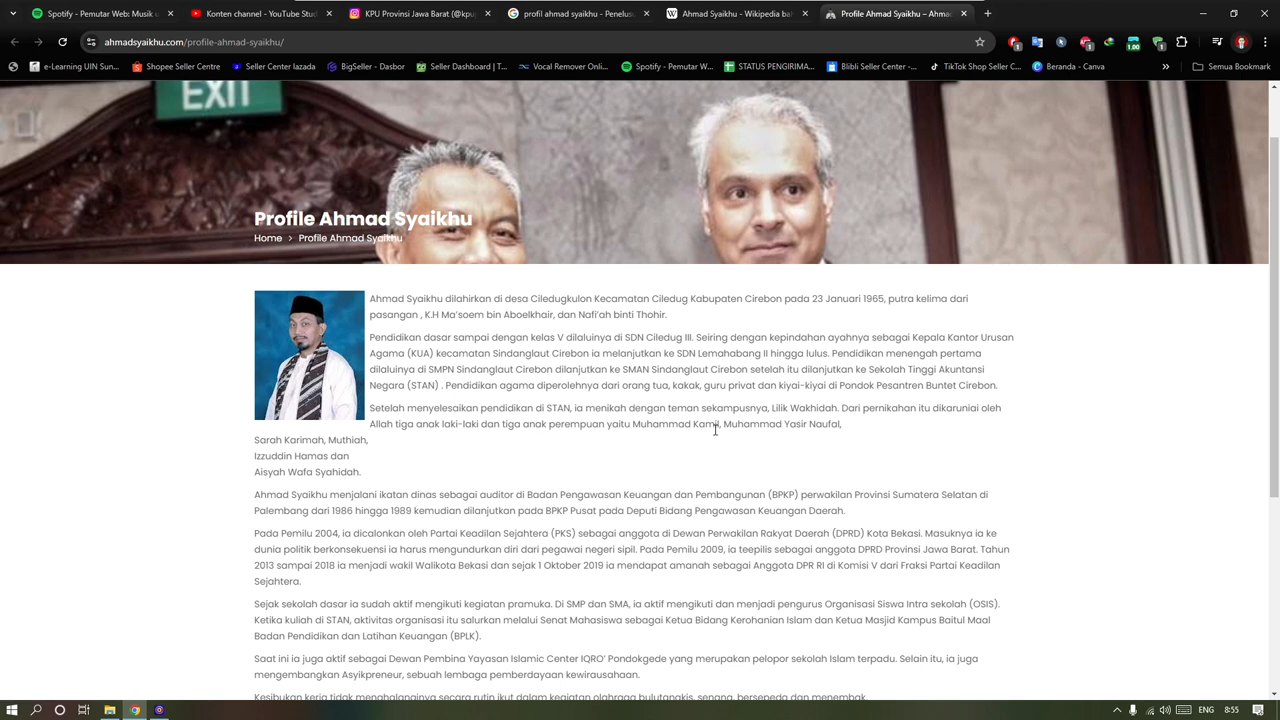 Spotify - Pemutar Web: Musik u
Konten channel - YouTube Stud
KPU Provinsi Jawa Barat (@kpu
profil ahmad syaikhu - Penelus
Ahmad Syaikhu - Wikipedia bah
Profile Ahmad Syaikhu – Ahma
ahmadsyaikhu.com/profile-ahmad-syaikhu/
e-Learning UIN Sun...
Shopee Seller Centre
Seller Center lazada
BigSeller - Dasbor
Seller Dashboard | T...
Vocal Remover Onli...
Spotify - Pemutar W...
STATUS PENGIRIMA...
Blibli Seller Center -...
TikTok Shop Seller C...
Beranda - Canva
Semua Bookmark
EXIT
Profile Ahmad Syaikhu
Home > Profile Ahmad Syaikhu
Ahmad Syaikhu dilahirkan di desa Ciledugkulon Kecamatan Ciledug Kabupaten Cirebon pada 23 Januari 1965, putra kelima dari
pasangan , K.H Ma’soem bin Aboelkhair, dan Nafi’ah binti Thohir.
Pendidikan dasar sampai dengan kelas V dilaluinya di SDN Ciledug III. Seiring dengan kepindahan ayahnya sebagai Kepala Kantor Urusan
Agama (KUA) kecamatan Sindanglaut Cirebon ia melanjutkan ke SDN Lemahabang II hingga lulus. Pendidikan menengah pertama
dilaluinya di SMPN Sindanglaut Cirebon dilanjutkan ke SMAN Sindanglaut Cirebon setelah itu dilanjutkan ke Sekolah Tinggi Akuntansi
Negara (STAN) . Pendidikan agama diperolehnya dari orang tua, kakak, guru privat dan kiyai-kiyai di Pondok Pesantren Buntet Cirebon.
Setelah menyelesaikan pendidikan di STAN, ia menikah dengan teman sekampusnya, Lilik Wakhidah. Dari pernikahan itu dikaruniai oleh
Allah tiga anak laki-laki dan tiga anak perempuan yaitu Muhammad Kamil, Muhammad Yasir Naufal,
Sarah Karimah, Muthiah,
Izzuddin Hamas dan
Aisyah Wafa Syahidah.
Ahmad Syaikhu menjalani ikatan dinas sebagai auditor di Badan Pengawasan Keuangan dan Pembangunan (BPKP) perwakilan Provinsi Sumatera Selatan di
Palembang dari 1986 hingga 1989 kemudian dilanjutkan pada BPKP Pusat pada Deputi Bidang Pengawasan Keuangan Daerah.
Pada Pemilu 2004, ia dicalonkan oleh Partai Keadilan Sejahtera (PKS) sebagai anggota di Dewan Perwakilan Rakyat Daerah (DPRD) Kota Bekasi. Masuknya ia ke
dunia politik berkonsekuensi ia harus mengundurkan diri dari pegawai negeri sipil. Pada Pemilu 2009, ia teepilis sebagai anggota DPRD Provinsi Jawa Barat. Tahun
2013 sampai 2018 ia menjadi wakil Walikota Bekasi dan sejak 1 Oktober 2019 ia mendapat amanah sebagai Anggota DPR RI di Komisi V dari Fraksi Partai Keadilan
Sejahtera.
Sejak sekolah dasar ia sudah aktif mengikuti kegiatan pramuka. Di SMP dan SMA, ia aktif mengikuti dan menjadi pengurus Organisasi Siswa Intra sekolah (OSIS).
Ketika kuliah di STAN, aktivitas organisasi itu salurkan melalui Senat Mahasiswa sebagai Ketua Bidang Kerohanian Islam dan Ketua Masjid Kampus Baitul Maal
Badan Pendidikan dan Latihan Keuangan (BPLK).
Saat ini ia juga aktif sebagai Dewan Pembina Yayasan Islamic Center IQRO’ Pondokgede yang merupakan pelopor sekolah Islam terpadu. Selain itu, ia juga
mengembangkan Asyikpreneur, sebuah lembaga pemberdayaan kewirausahaan.
Kesibukan kerja tidak menghalanginya secara rutin ikut dalam kegiatan olahraga bulutangkis, senang, bersepeda dan menembak.
ENG
8:55